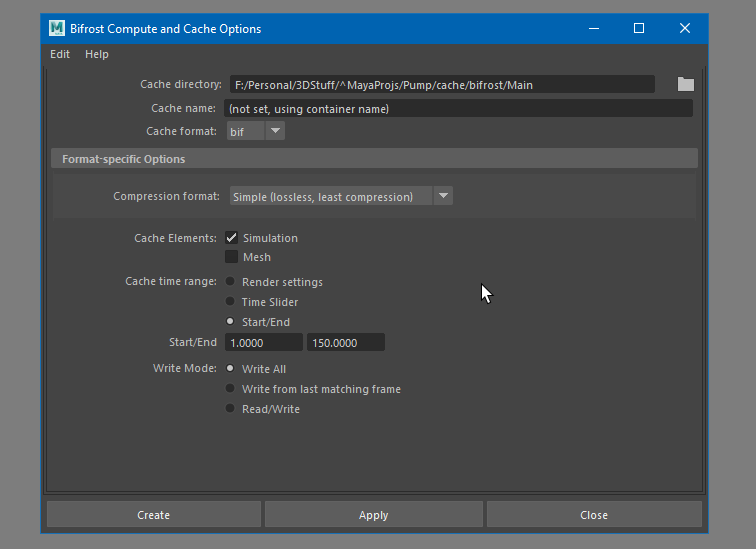 M Bifrost Compute and Cache Options
Edit Help
Cache directory: F:/Personal/3DStuff/^MayaProjs/Pump/cache/bifrost/Main
Cache name: (not set, using container name)
Cache format: bif
Format-specific Options
Compression format: Simple (lossless, least compression)
Cache Elements: Simulation
Mesh
Cache time range: Render settings
Time Slider
Start/End
Start/End 1.0000 150.0000
Write Mode: Write All
Write from last matching frame
Read/Write
Create Apply Close